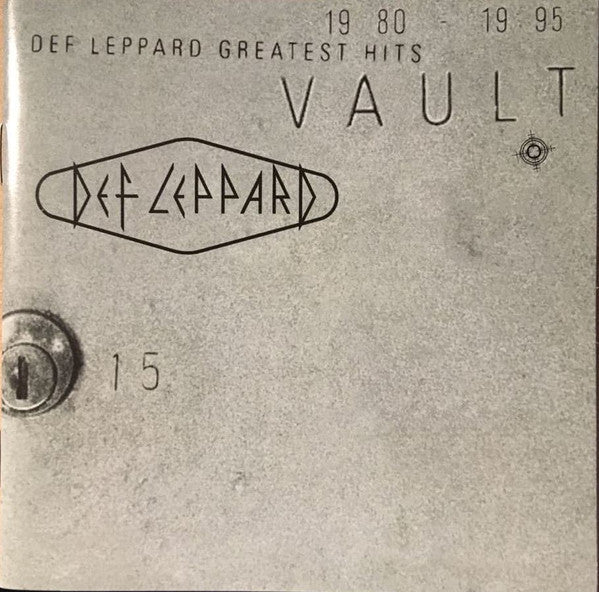 19 80 - 19 95
DEF LEPPARD GREATEST HITS
VAULT
DEF LEPPARD
15